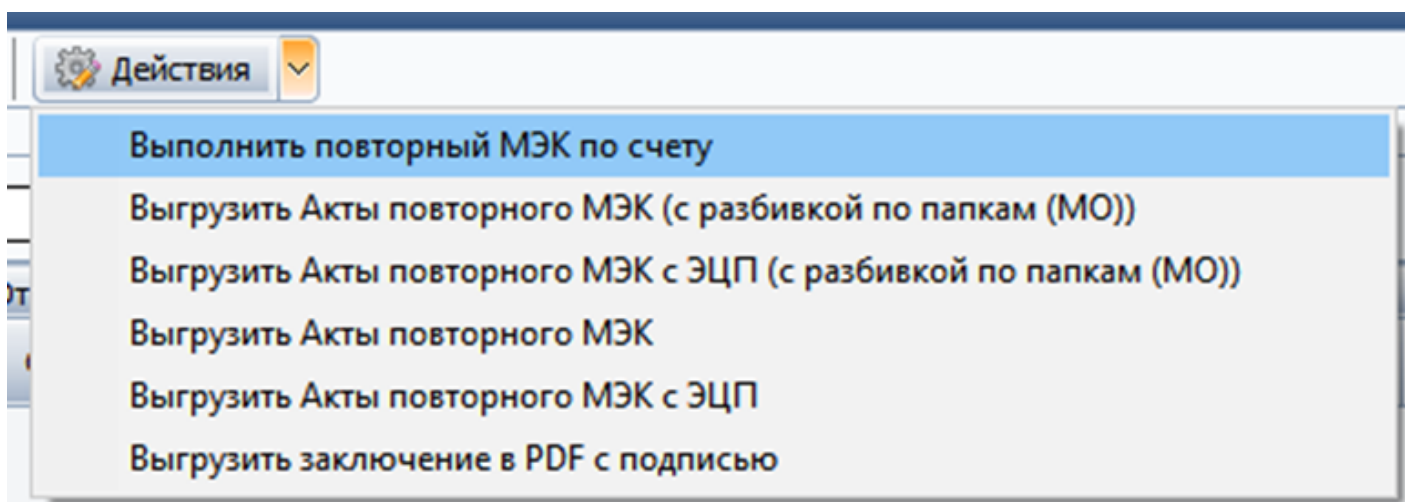 Действия
Выполнить повторный МЭК по счету
Выгрузить Акты повторного МЭК (с разбивкой по папкам (МО))
Выгрузить Акты повторного МЭК с ЭЦП (с разбивкой по папкам (МО))
Выгрузить Акты повторного МЭК
Выгрузить Акты повторного МЭК с ЭЦП
Выгрузить заключение в PDF с подписью